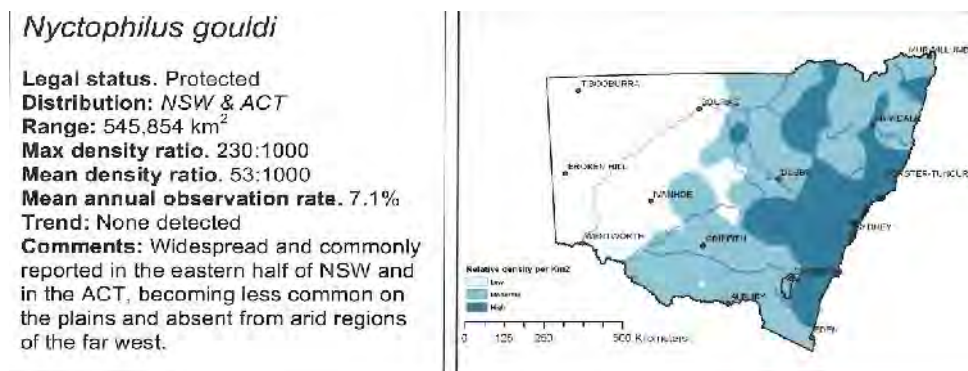 Nyctophilus gouldi
Legal status. Protected
Distribution: NSW & ACT
Range: 545,854 km²
Max density ratio. 230:1000
Mean density ratio. 53:1000
Mean annual observation rate. 7.1%
Trend: None detected
Comments: Widespread and commonly
reported in the eastern half of NSW and
in the ACT, becoming less common on
the plains and absent from arid regions
of the far west.
TIBOOBURRA
BOURKE
BROKEN HILL
IVANHOE
WENTWORTH
GRIFFITH
SYDNEY
EDEN
Relative density per Km2
Low
Moderate
High
0 125 250 500 Kilometers